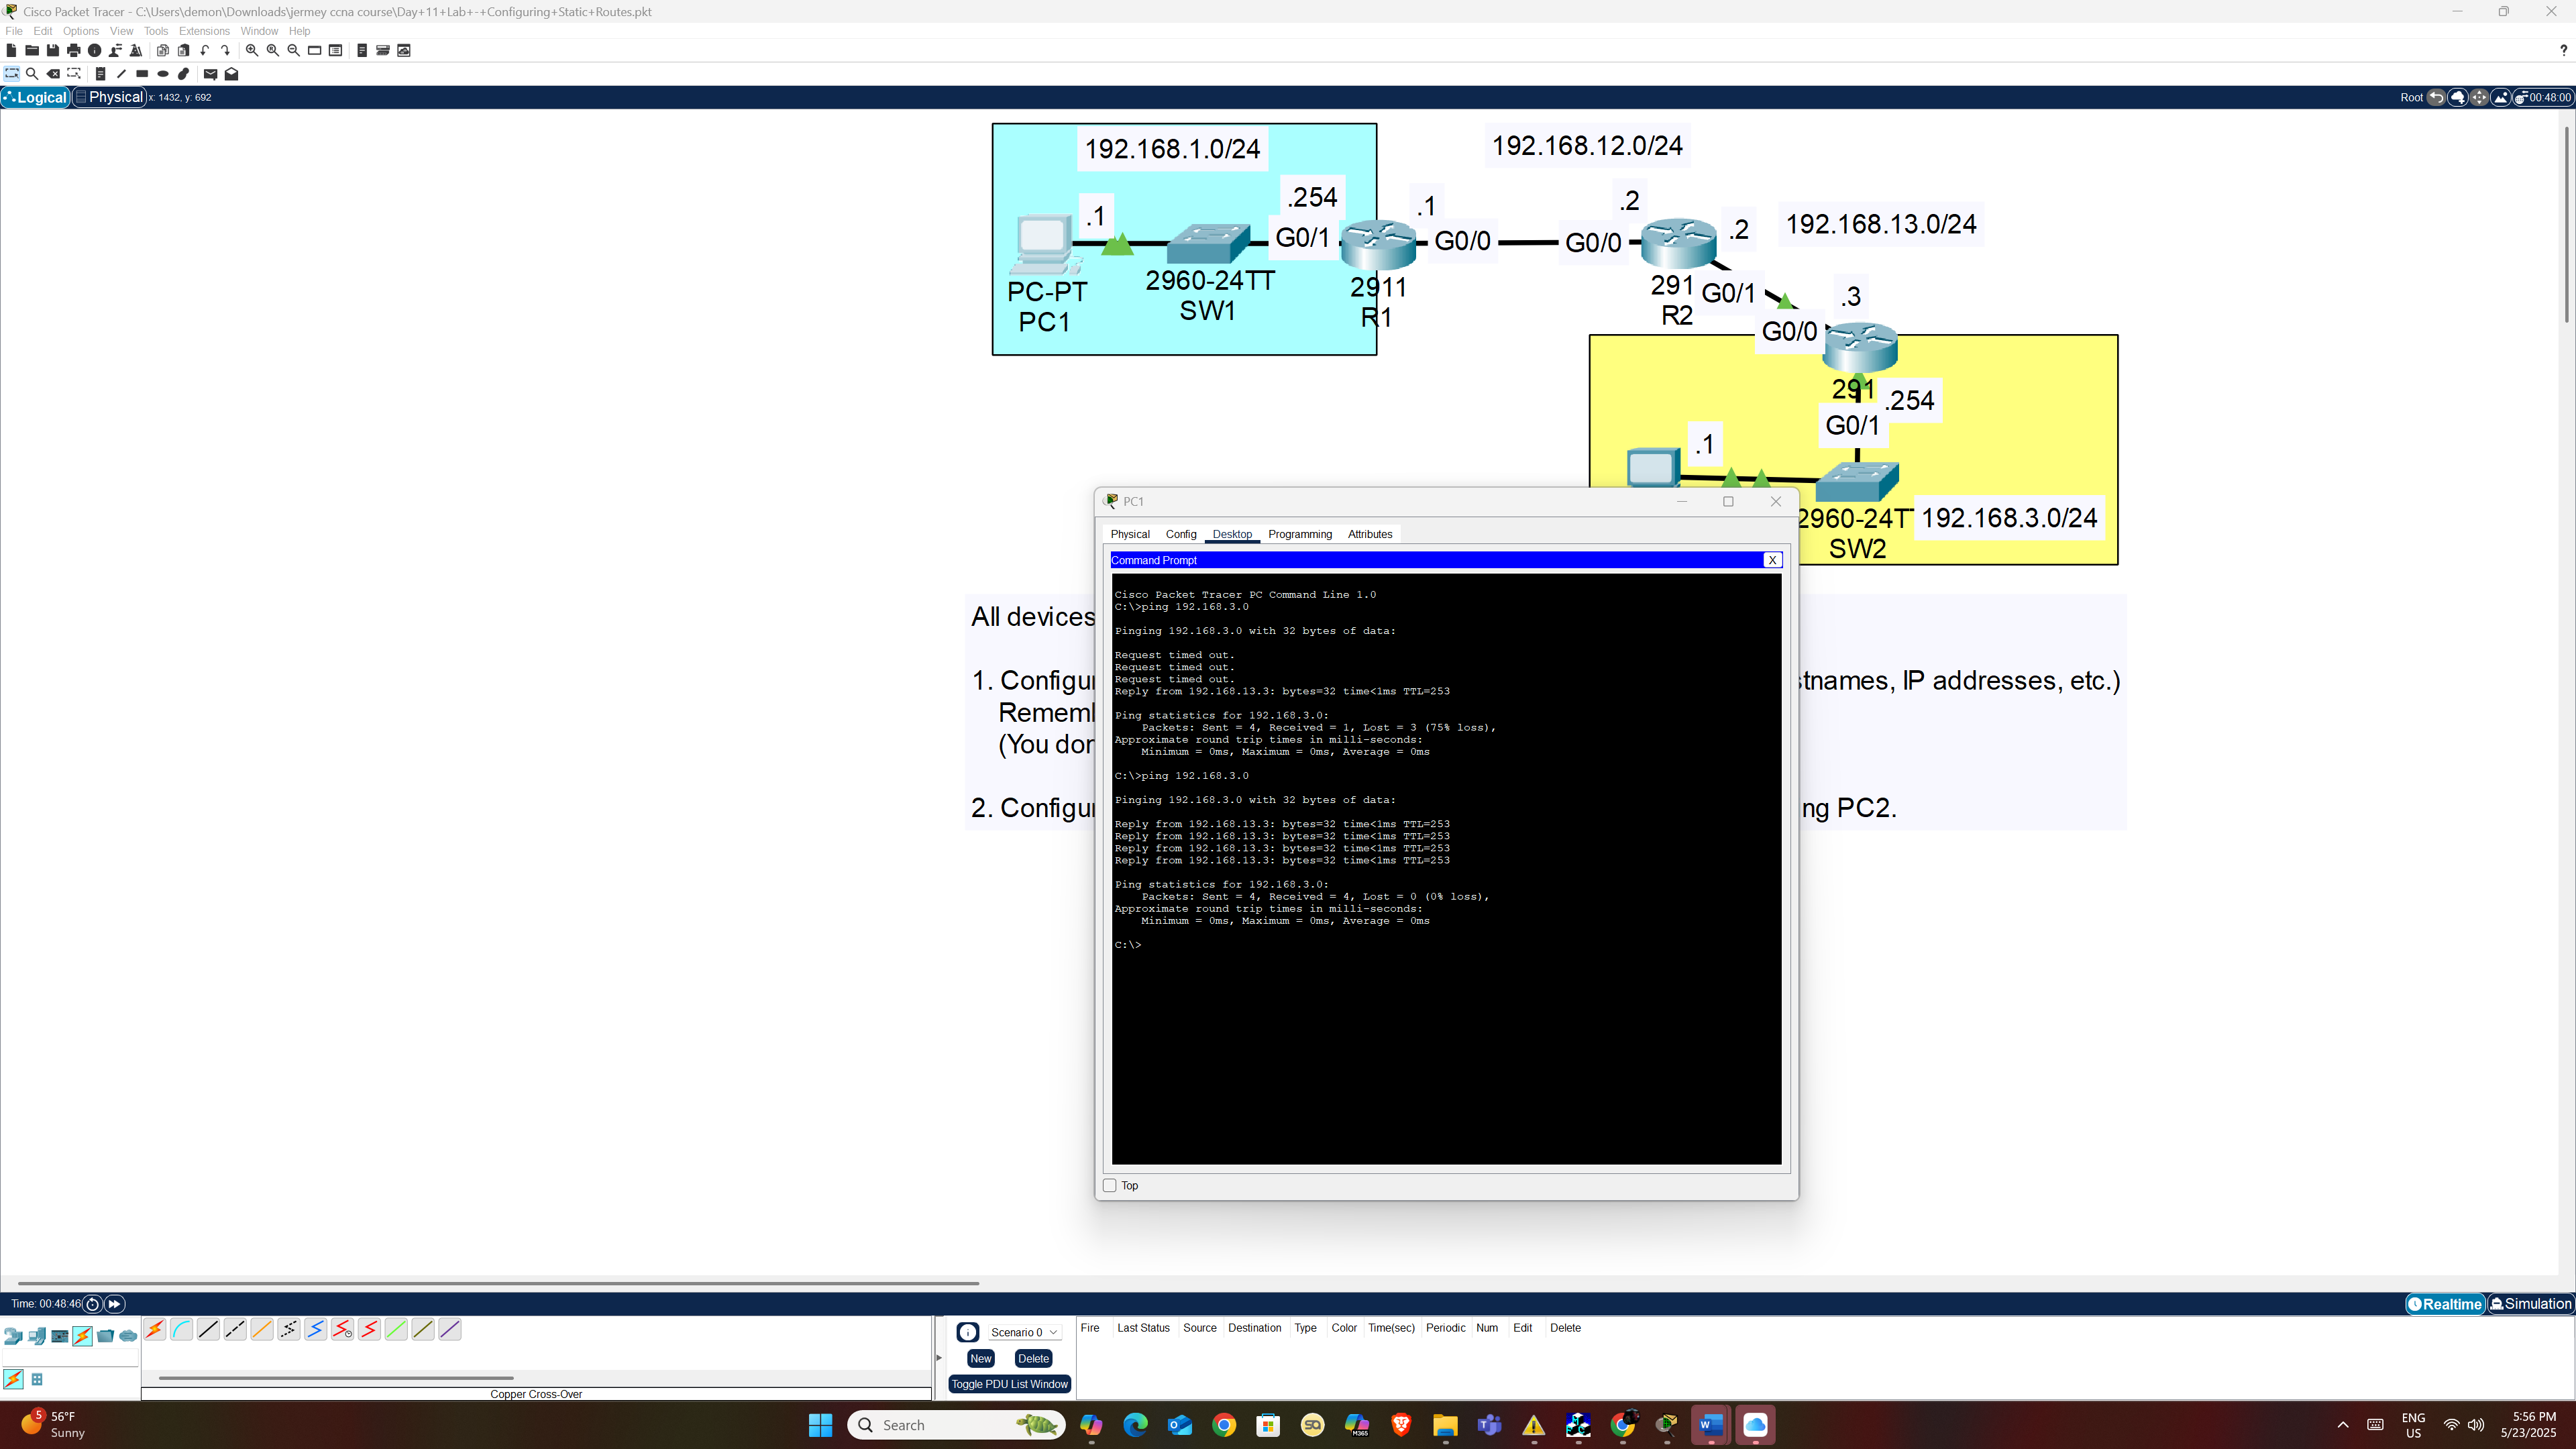 Cisco Packet Tracer - C:\Users\demon\Downloads\jermey ccna course\Day+11+Lab+-+Configuring+Static+Routes.pkt
File Edit Options View Tools Extensions Window Help
?
Logical Physical x: 1432, y: 692
Root 00:48:00
192.168.1.0/24
192.168.12.0/24
.254
.1
.2
.1
.2
192.168.13.0/24
G0/1
G0/0
G0/0
2960-24TT
SW1
PC-PT
PC1
2911
R1
291
R2
G0/1
.3
G0/0
291
.254
G0/1
.1
2960-24T
SW2
192.168.3.0/24
All devices
1. Configu
Rememb
(You don
2. Configu
stnames, IP addresses, etc.)
ng PC2.
PC1
Physical Config Desktop Programming Attributes
Command Prompt
X
Cisco Packet Tracer PC Command Line 1.0
C:\>ping 192.168.3.0
Pinging 192.168.3.0 with 32 bytes of data:
Request timed out.
Request timed out.
Request timed out.
Reply from 192.168.13.3: bytes=32 time<1ms TTL=253
Ping statistics for 192.168.3.0:
Packets: Sent = 4, Received = 1, Lost = 3 (75% loss),
Approximate round trip times in milli-seconds:
Minimum = 0ms, Maximum = 0ms, Average = 0ms
C:\>ping 192.168.3.0
Pinging 192.168.3.0 with 32 bytes of data:
Reply from 192.168.13.3: bytes=32 time<1ms TTL=253
Reply from 192.168.13.3: bytes=32 time<1ms TTL=253
Reply from 192.168.13.3: bytes=32 time<1ms TTL=253
Reply from 192.168.13.3: bytes=32 time<1ms TTL=253
Ping statistics for 192.168.3.0:
Packets: Sent = 4, Received = 4, Lost = 0 (0% loss),
Approximate round trip times in milli-seconds:
Minimum = 0ms, Maximum = 0ms, Average = 0ms
C:\>
Top
Time: 00:48:46
Realtime Simulation
Scenario 0
New Delete
Toggle PDU List Window
Fire Last Status Source Destination Type Color Time(sec) Periodic Num Edit Delete
Copper Cross-Over
5
56°F
Sunny
Search
M365
ENG
US
5:56 PM
5/23/2025